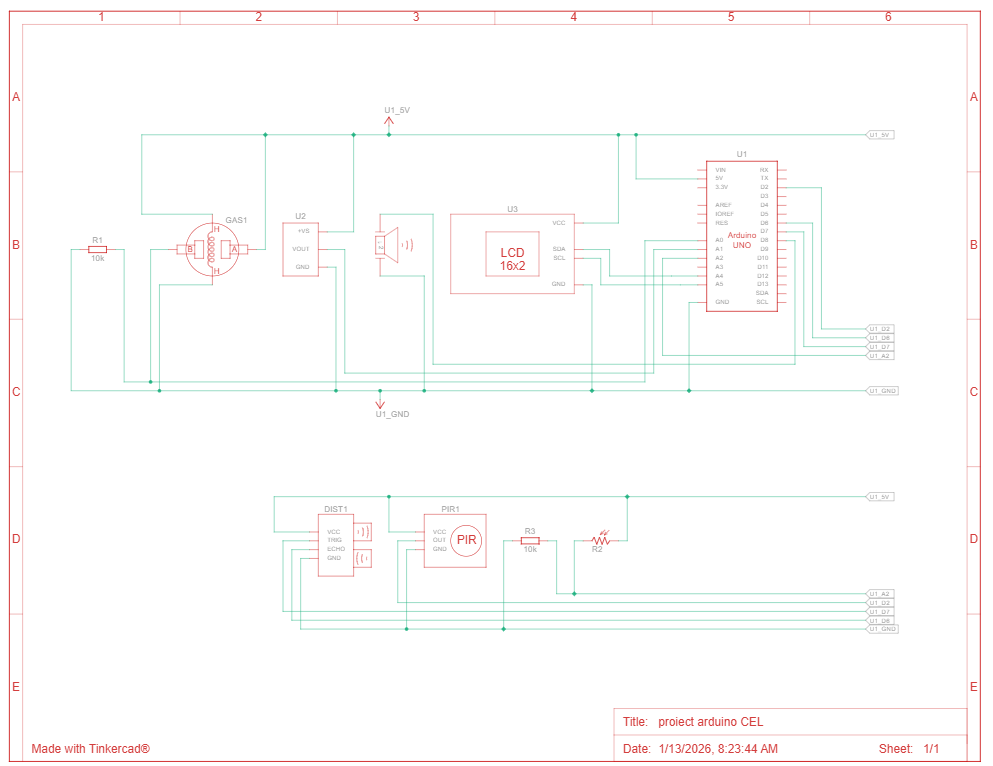 1 2 3 4 5 6
A A
U1_5V
U1_5V
U1
VIN RX
5V 1X
3.3V D2
D3
AREF D4
IOREF D5
RES D6
D7
Arduino
UNO
A0 D8
A1 D9
A2 D10
A3 D11
A4 D12
A5 D13
SDA
GND SCL
GAS1
H
B A
H
B B
R1
10k
U2
+VS
VOUT
GND
U3
VCC
LCD
16x2
SDA
SCL
GND
U1_D2
U1_D6
U1_D7
U1_A2
C C
U1_GND
U1_GND
U1_5V
D D
DIST1
VCC
TRIG
ECHO
GND
PIR1
VCC
OUT
GND
PIR
R3
10k
R2
U1_A2
U1_D2
U1_D7
U1_D6
U1_GND
E E
Title: proiect arduino CEL
Made with Tinkercad®
Date: 1/13/2026, 8:23:44 AM Sheet: 1/1